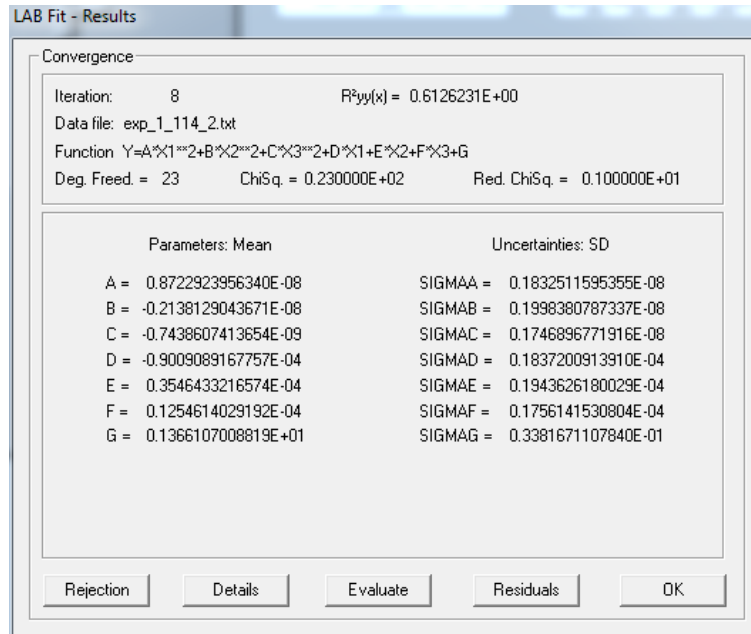 LAB Fit - Results
Convergence
Iteration: 8 R²yy(x) = 0.6126231E+00
Data file: exp_1_114_2.txt
Function Y=A*X1**2+B*X2**2+C*X3**2+D*X1+E*X2+F*X3+G
Deg. Freed. = 23 ChiSq. = 0.230000E+02 Red. ChiSq. = 0.100000E+01
Parameters: Mean Uncertainties: SD
A = 0.8722923956340E-08 SIGMAA = 0.1832511595355E-08
B = -0.2138129043671E-08 SIGMAB = 0.1998380787337E-08
C = -0.7438607413654E-09 SIGMAC = 0.1746896771916E-08
D = -0.9009089167757E-04 SIGMAD = 0.1837200913910E-04
E = 0.3546433216574E-04 SIGMAE = 0.1943626180029E-04
F = 0.1254614029192E-04 SIGMAF = 0.1756141530804E-04
G = 0.1366107008819E+01 SIGMAG = 0.3381671107840E-01
Rejection Details Evaluate Residuals OK